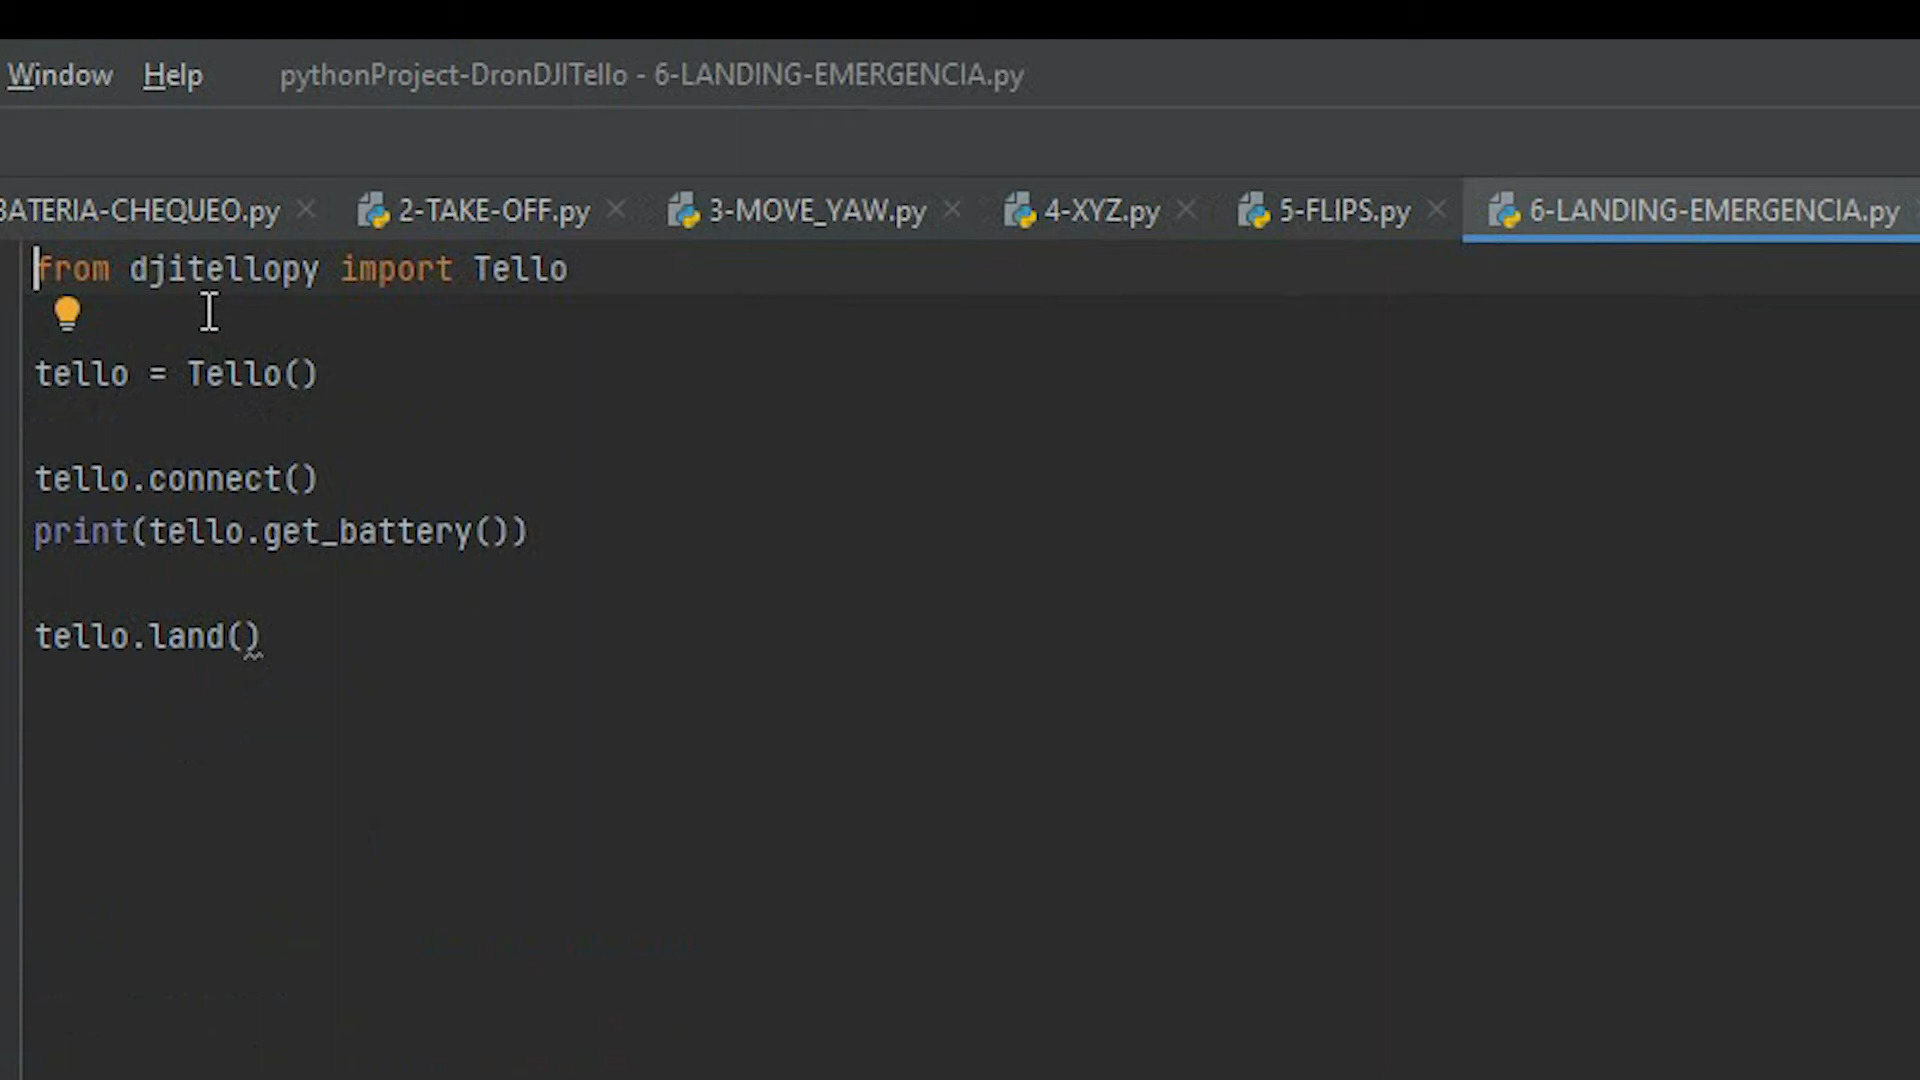 Window Help pythonProject-DronDJITello - 6-LANDING-EMERGENCIA.py
BATERIA-CHEQUEO.py 2-TAKE-OFF.py 3-MOVE_YAW.py 4-XYZ.py 5-FLIPS.py 6-LANDING-EMERGENCIA.py
from djitellopy import Tello
tello = Tello()
tello.connect()
print(tello.get_battery())
tello.land()